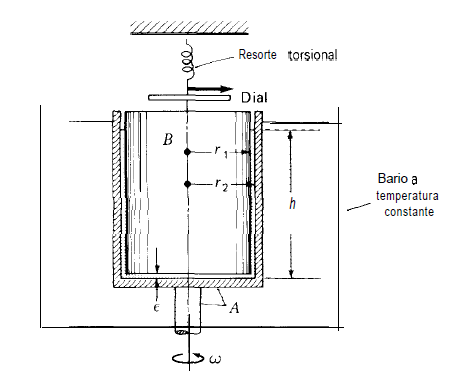 Resorte torsional
Dial
B
r₁
r₂
h
Bario a
temperatura
constante
ϵ
A
ω